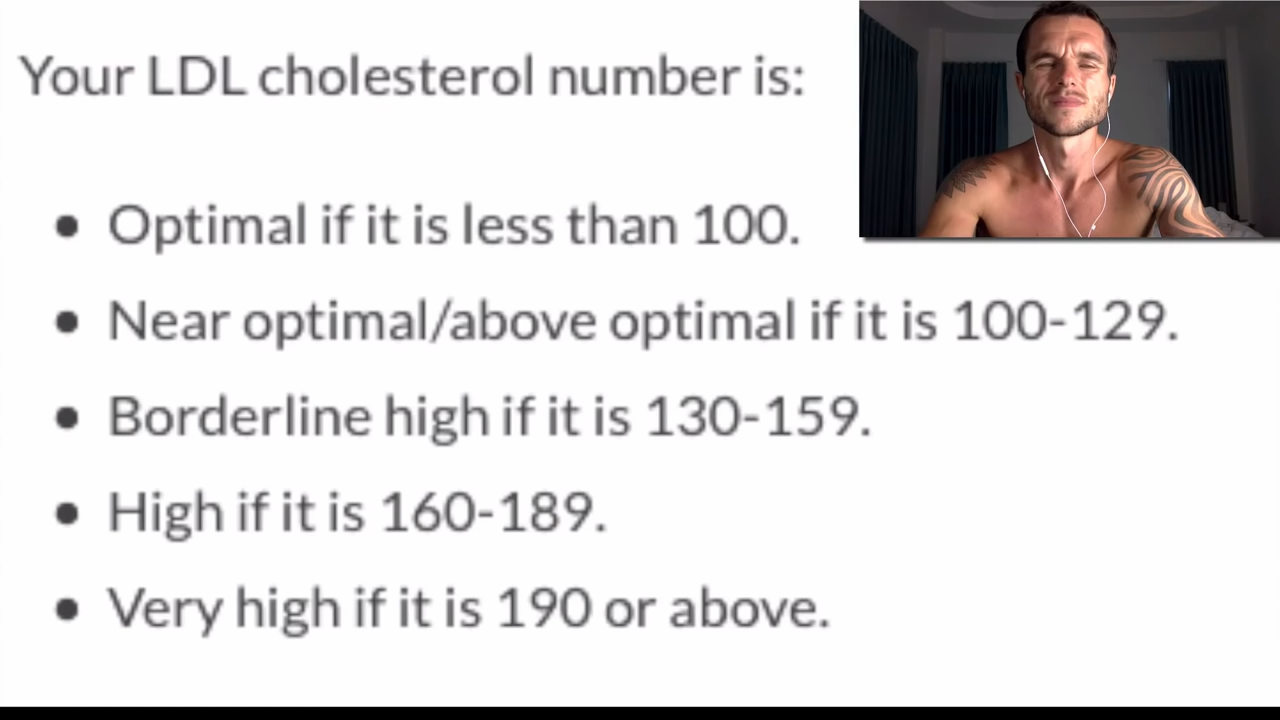 Your LDL cholesterol number is:
• Optimal if it is less than 100.
• Near optimal/above optimal if it is 100-129.
• Borderline high if it is 130-159.
• High if it is 160-189.
• Very high if it is 190 or above.